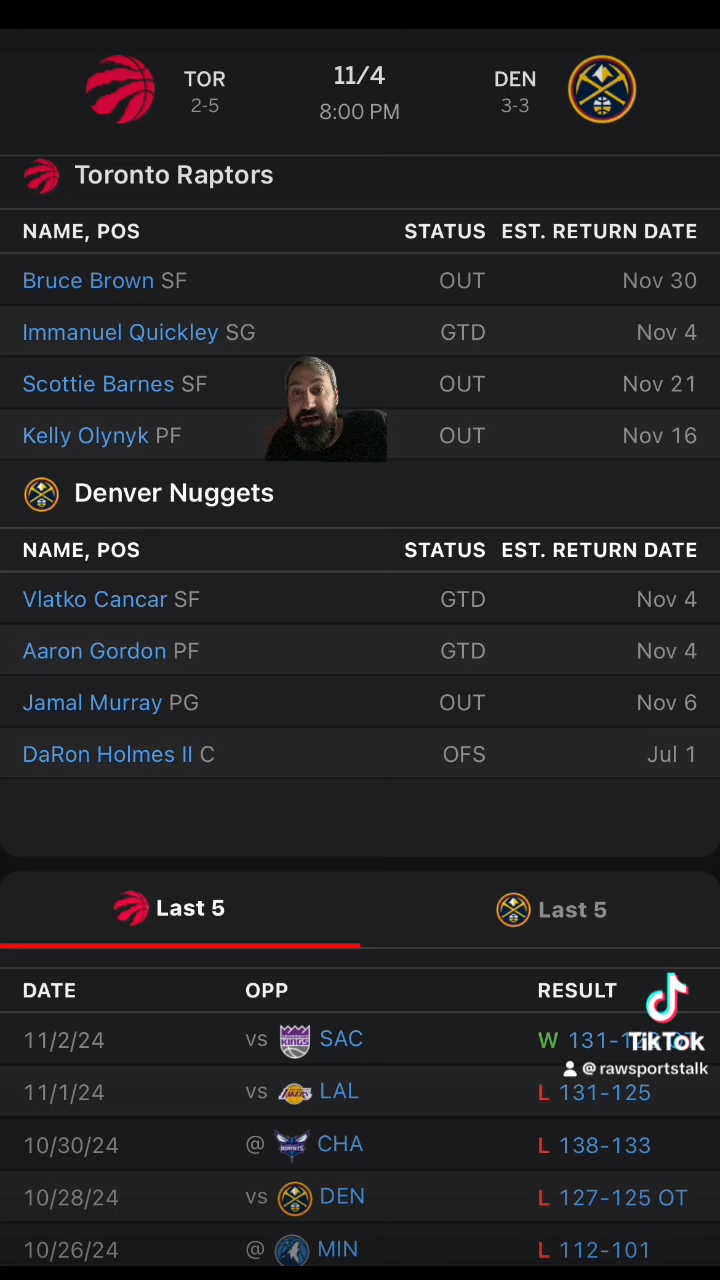 TOR 11/4 DEN
2-5 8:00 PM 3-3
Toronto Raptors
NAME, POS STATUS EST. RETURN DATE
Bruce Brown SF OUT Nov 30
Immanuel Quickley SG GTD Nov 4
Scottie Barnes SF OUT Nov 21
Kelly Olynyk PF OUT Nov 16
Denver Nuggets
NAME, POS STATUS EST. RETURN DATE
Vlatko Cancar SF GTD Nov 4
Aaron Gordon PF GTD Nov 4
Jamal Murray PG OUT Nov 6
DaRon Holmes II C OFS Jul 1
Last 5 Last 5
DATE OPP RESULT
11/2/24 vs KINGS SAC W 131-
TikTok
@rawsportstalk
11/1/24 vs LAKERS LAL L 131-125
10/30/24 @ CHA L 138-133
10/28/24 vs DEN L 127-125 OT
10/26/24 @ MIN L 112-101